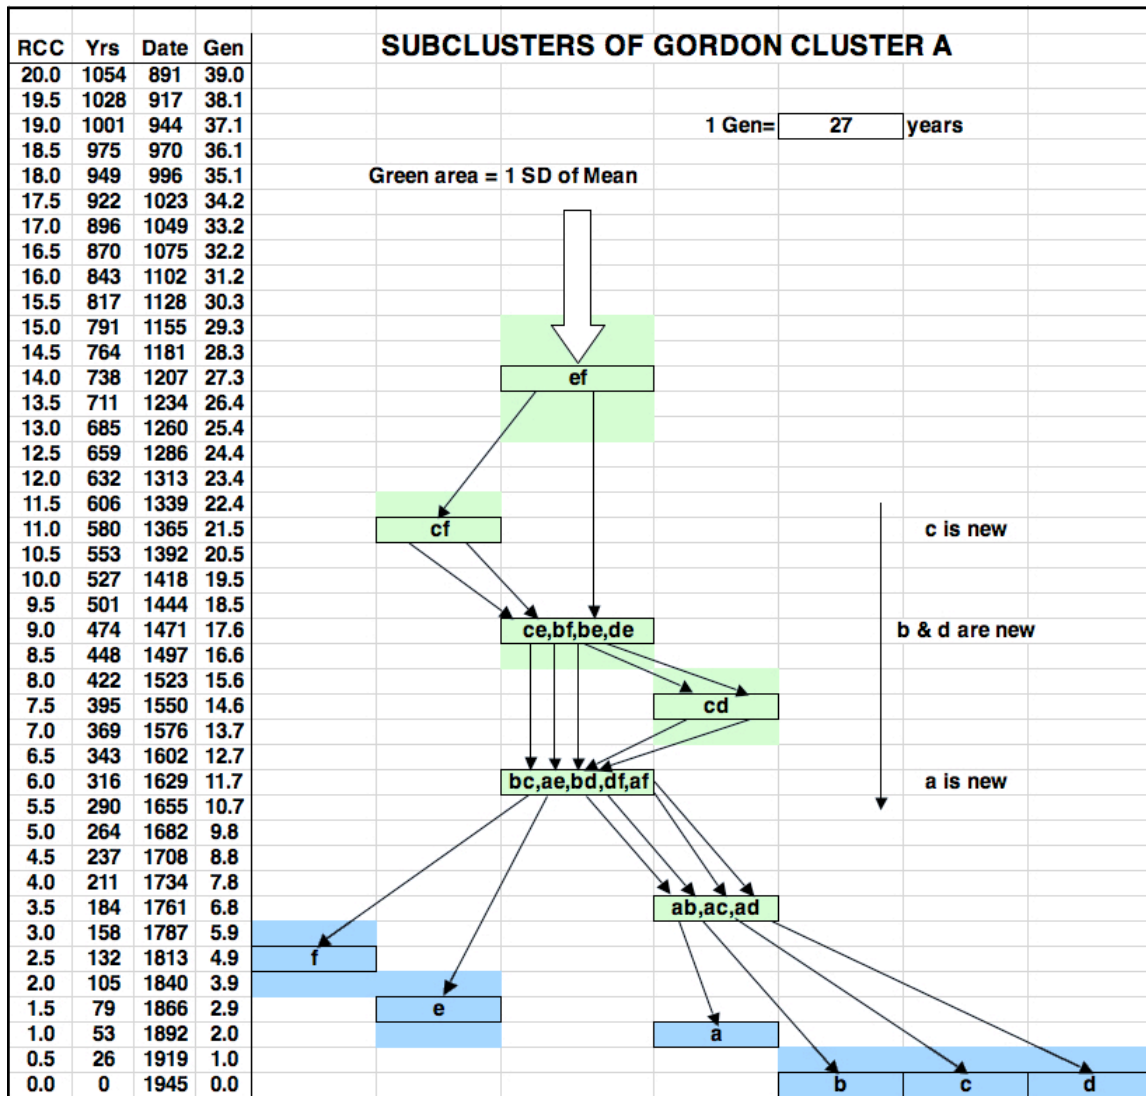 SUBCLUSTERS OF GORDON CLUSTER A
RCC Yrs Date Gen
20.0 1054 891 39.0
19.5 1028 917 38.1
19.0 1001 944 37.1 1 Gen= 27 years
18.5 975 970 36.1
18.0 949 996 35.1 Green area = 1 SD of Mean
17.5 922 1023 34.2
17.0 896 1049 33.2
16.5 870 1075 32.2
16.0 843 1102 31.2
15.5 817 1128 30.3
15.0 791 1155 29.3
14.5 764 1181 28.3
14.0 738 1207 27.3 ef
13.5 711 1234 26.4
13.0 685 1260 25.4
12.5 659 1286 24.4
12.0 632 1313 23.4
11.5 606 1339 22.4
11.0 580 1365 21.5 cf c is new
10.5 553 1392 20.5
10.0 527 1418 19.5
9.5 501 1444 18.5
9.0 474 1471 17.6 ce,bf,be,de b & d are new
8.5 448 1497 16.6
8.0 422 1523 15.6
7.5 395 1550 14.6 cd
7.0 369 1576 13.7
6.5 343 1602 12.7
6.0 316 1629 11.7 bc,ae,bd,df,af a is new
5.5 290 1655 10.7
5.0 264 1682 9.8
4.5 237 1708 8.8
4.0 211 1734 7.8
3.5 184 1761 6.8 ab,ac,ad
3.0 158 1787 5.9
2.5 132 1813 4.9 f
2.0 105 1840 3.9
1.5 79 1866 2.9 e
1.0 53 1892 2.0 a
0.5 26 1919 1.0
0.0 0 1945 0.0 b c d